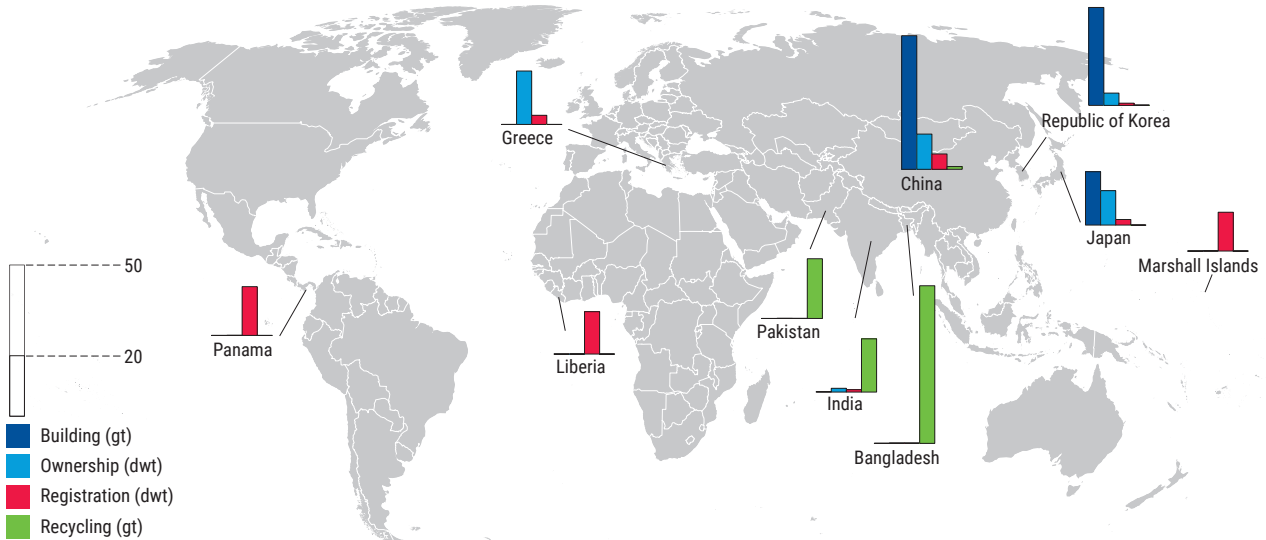 Republic of Korea
Greece
China
Japan
Marshall Islands
50
Pakistan
Panama
20
Liberia
India
Bangladesh
Building (gt)
Ownership (dwt)
Registration (dwt)
Recycling (gt)